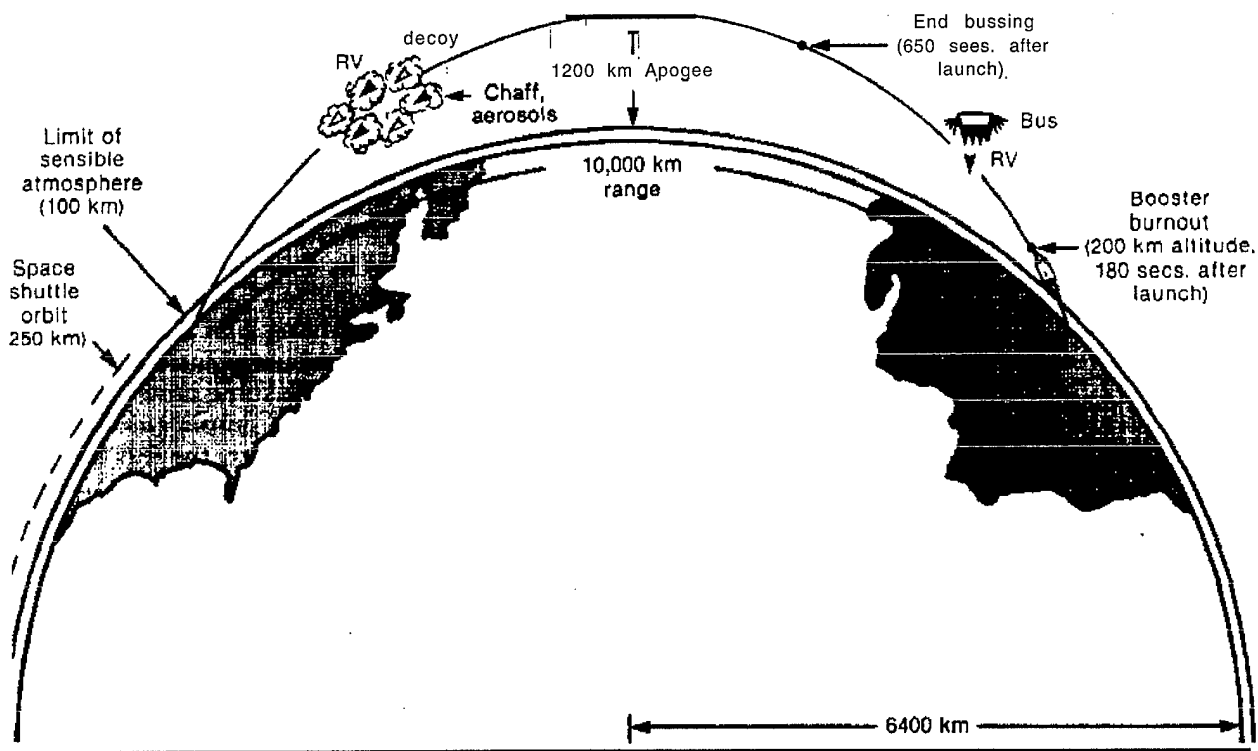 End bussing
(650 sees. after
launch).
decoy
RV
T
1200 km Apogee
Chaff,
aerosols
Bus
RV
Limit of
sensible
atmosphere
(100 km)
10,000 km
range
Booster
burnout
(200 km altitude.
180 secs. after
launch)
Space
shuttle
orbit
250 km)
6400 km